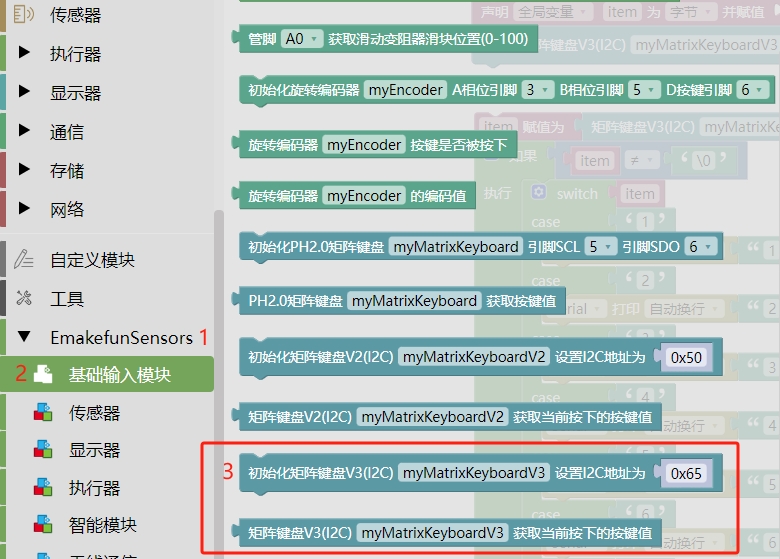 传感器
执行器
显示器
通信
存储
网络
自定义模块
工具
EmakefunSensors 1
2 基础输入模块
传感器
显示器
执行器
智能模块
管脚 A0 获取滑动变阻器滑块位置(0-100)
初始化旋转编码器 myEncoder A相位引脚 3 B相位引脚 5 D按键引脚 6
旋转编码器 myEncoder 按键是否被按下
旋转编码器 myEncoder 的编码值
初始化PH2.0矩阵键盘 myMatrixKeyboard 引脚SCL 5 引脚SDO 6
PH2.0矩阵键盘 myMatrixKeyboard 获取按键值
初始化矩阵键盘V2(I2C) myMatrixKeyboardV2 设置I2C地址为 0x50
矩阵键盘V2(I2C) myMatrixKeyboardV2 获取当前按下的按键值
3 初始化矩阵键盘V3(I2C) myMatrixKeyboardV3 设置I2C地址为 0x65
矩阵键盘V3(I2C) myMatrixKeyboardV3 获取当前按下的按键值
声明 全局变量 item 为 字节 并赋值
矩阵键盘V3(I2C) myMatrixKeyboardV3
item 赋值为 矩阵键盘V3(I2C) myMatrixKe
如果 item ≠ ‘ \0 ’
执行 switch item
case ‘ 1 ’
“ 1
case ‘ 2 ’
打印 自动换行 “ 2
case
“ 3
case ‘ 4 ’
自动换行 “ 4
“ 5
case ‘ 6 ’
打印 自动换行 “ 6